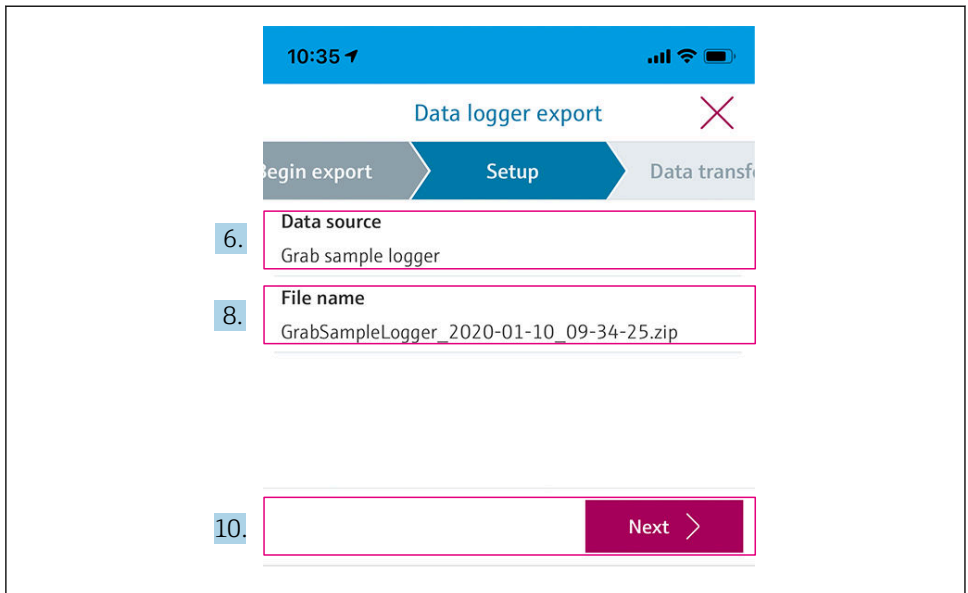 10:35
Data logger export
Begin export Setup Data transf
6.
Data source
Grab sample logger
8.
File name
GrabSampleLogger_2020-01-10_09-34-25.zip
10.
Next